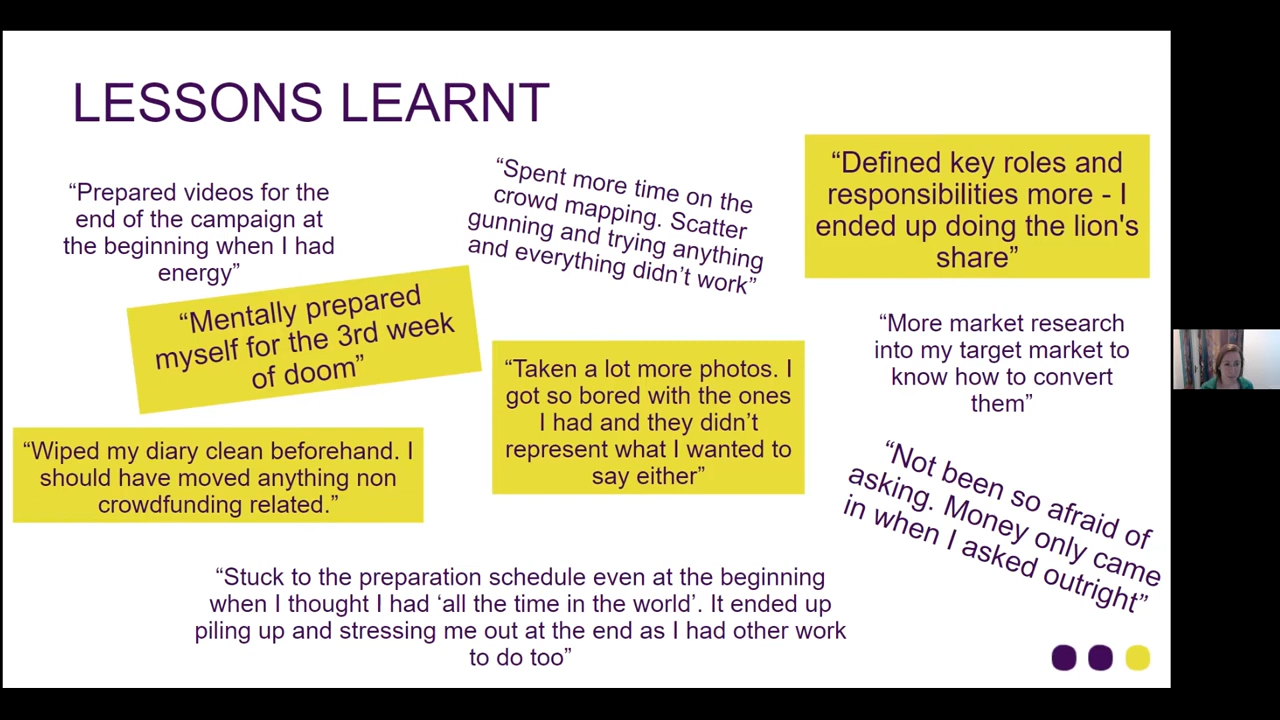 LESSONS LEARNT
“Prepared videos for the
end of the campaign at
the beginning when I had
energy”
“Spent more time on the
crowd mapping. Scatter
gunning and trying anything
and everything didn’t work”
“Defined key roles and
responsibilities more - I
ended up doing the lion's
share”
“Mentally prepared
myself for the 3rd week
of doom”
“Taken a lot more photos. I
got so bored with the ones
I had and they didn’t
represent what I wanted to
say either”
“More market research
into my target market to
know how to convert
them”
“Wiped my diary clean beforehand. I
should have moved anything non
crowdfunding related.”
“Not been so afraid of
asking. Money only came
in when I asked outright”
“Stuck to the preparation schedule even at the beginning
when I thought I had ‘all the time in the world’. It ended up
piling up and stressing me out at the end as I had other work
to do too”